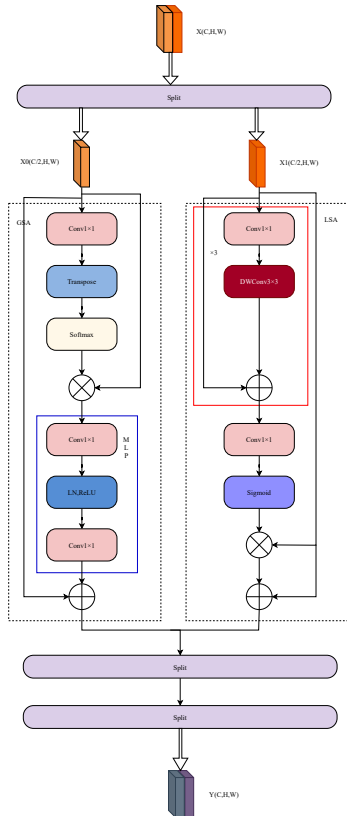 X(C,H,W)
Split
X0(C/2,H,W)
X1(C/2,H,W)
GSA
LSA
Conv1×1
Conv1×1
×3
Transpose
DWConv3×3
Softmax
Conv1×1
M
L
P
Conv1×1
LN,ReLU
Sigmoid
Conv1×1
Split
Split
Y(C,H,W)